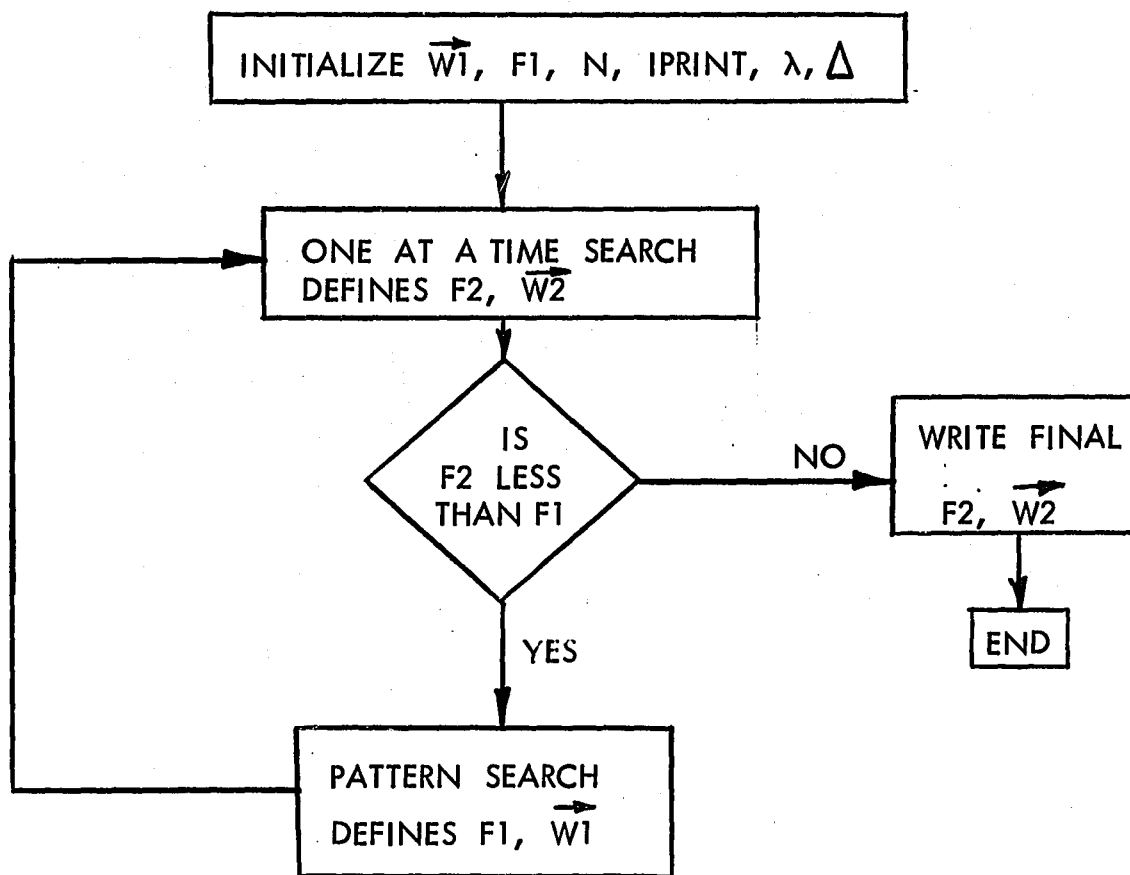 INITIALIZE W1, F1, N, IPRINT, λ, Δ
ONE AT A TIME SEARCH
DEFINES F2, W2
IS
F2 LESS
THAN F1
NO
WRITE FINAL
F2, W2
END
YES
PATTERN SEARCH
DEFINES F1, W1